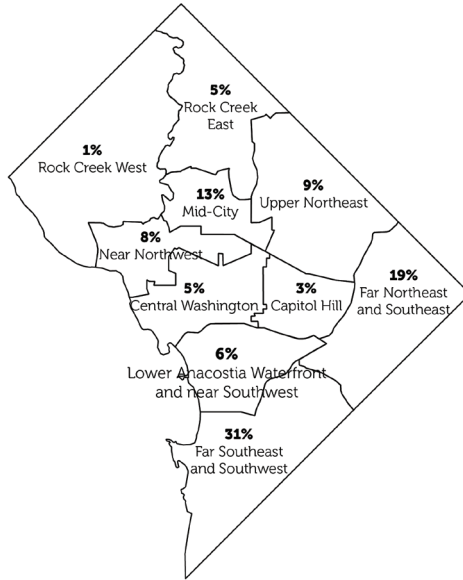 5%
Rock Creek
East
1%
Rock Creek West
13%
Mid-City
9%
Upper Northeast
8%
Near Northwest
5%
Central Washington
3%
Capitol Hill
19%
Far Northeast
and Southeast
6%
Lower Anacostia Waterfront
and near Southwest
31%
Far Southeast
and Southwest